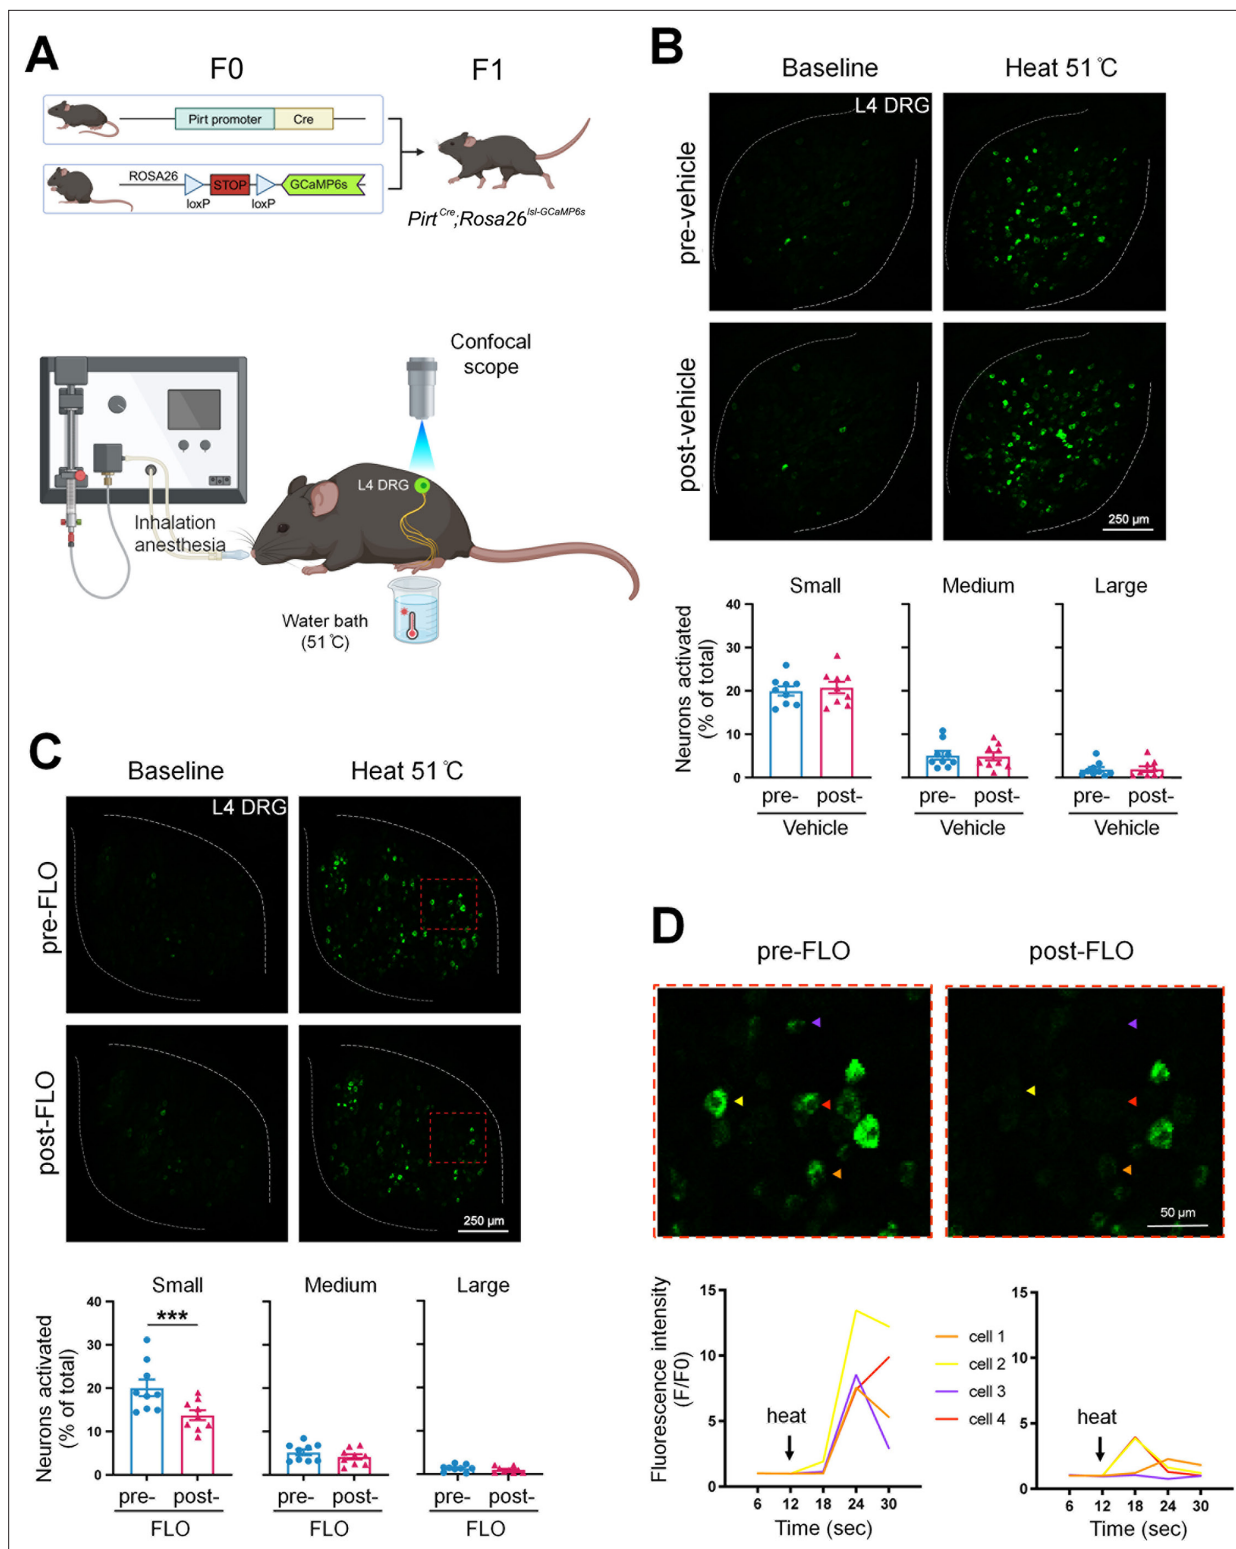 A
F0
F1
Pirt promoter
Cre
ROSA26
STOP
GCaMP6s
loxP
loxP
Pirt^Cre;Rosa26^lsl-GCaMP6s
Confocal
scope
L4 DRG
Inhalation
anesthesia
Water bath
(51℃)
B
Baseline
Heat 51℃
L4 DRG
pre-vehicle
post-vehicle
250 µm
Small
Medium
Large
Neurons activated
(% of total)
40
30
20
10
0
pre-
post-
pre-
post-
pre-
post-
Vehicle
Vehicle
Vehicle
C
Baseline
Heat 51℃
L4 DRG
pre-FLO
post-FLO
250 µm
Small
Medium
Large
Neurons activated
(% of total)
40
30
20
10
0
***
pre-
post-
pre-
post-
pre-
post-
FLO
FLO
FLO
D
pre-FLO
post-FLO
50 µm
Fluorescence intensity
(F/F0)
15
10
5
0
heat
6
12
18
24
30
Time (sec)
cell 1
cell 2
cell 3
cell 4
15
10
5
0
heat
6
12
18
24
30
Time (sec)